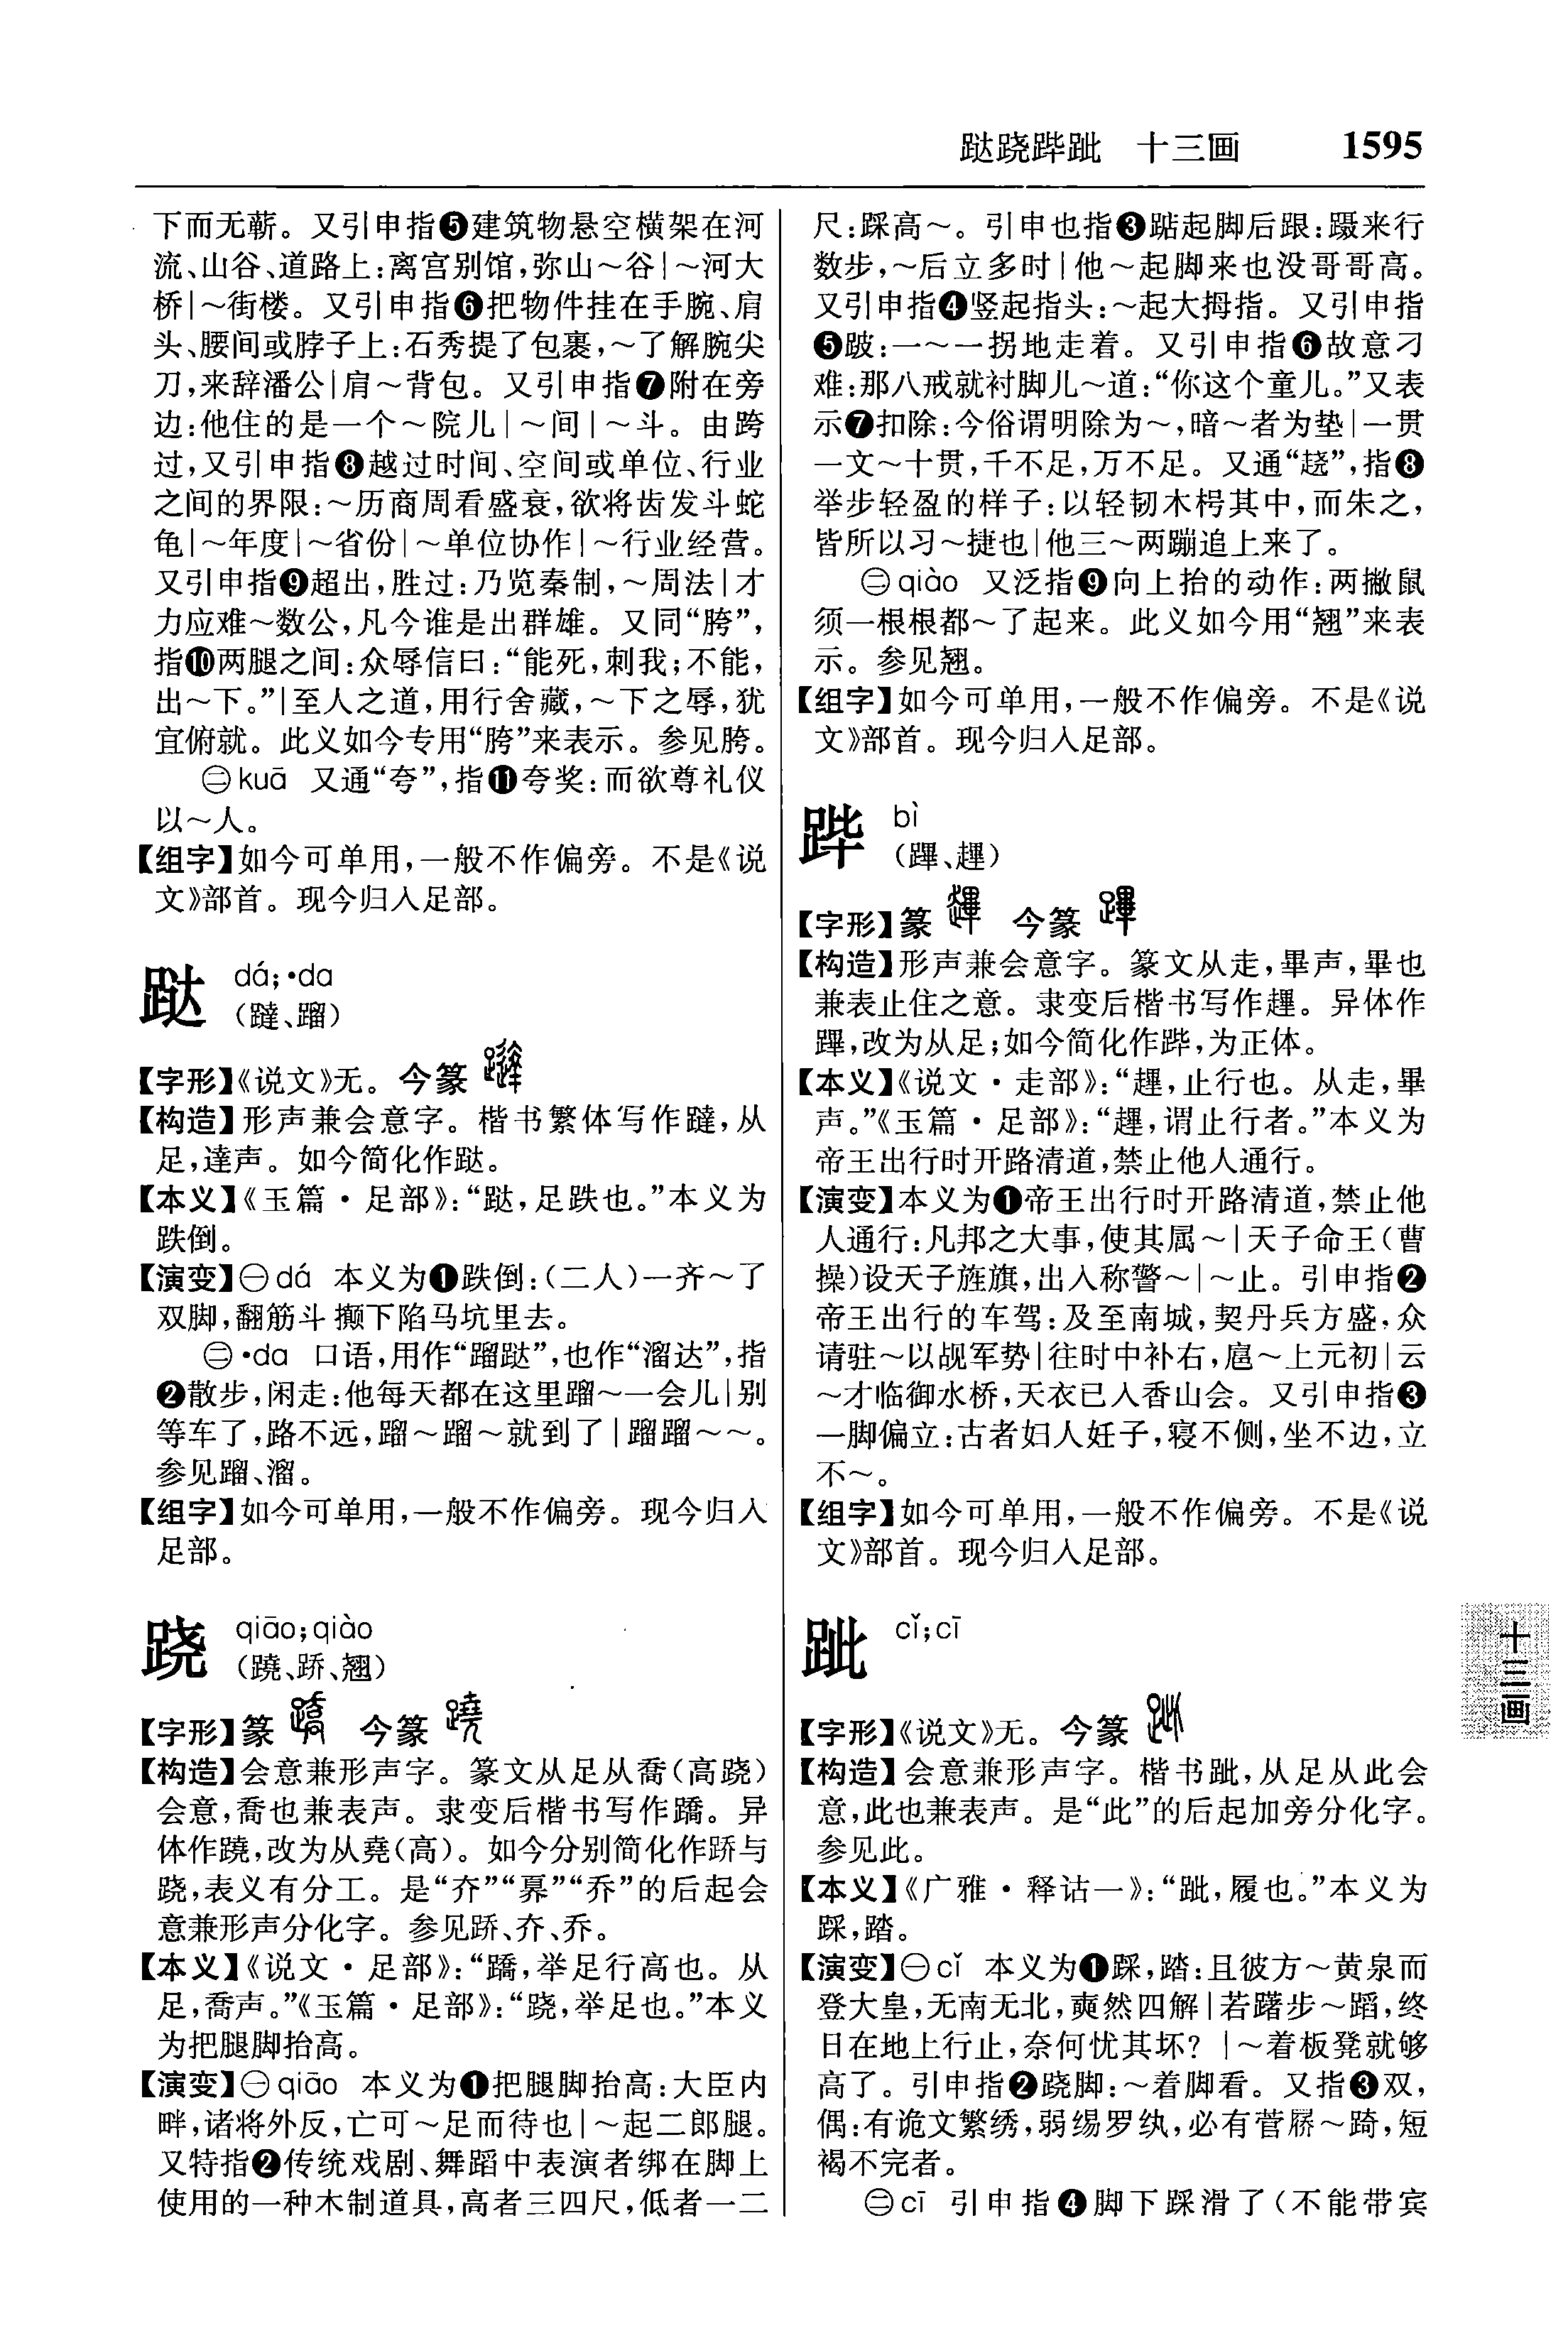 跶跷跸跐　十三画　1595
下而无蕲。又引申指❺建筑物悬空横架在河
流、山谷、道路上：离宫别馆，弥山～谷|～河大
桥|～街楼。又引申指❻把物件挂在手腕、肩
头、腰间或脖子上：石秀提了包裹，～了解腕尖
刀，来辞潘公|肩～背包。又引申指❼附在旁
边：他住的是一个～院儿|～间|～斗。由跨
过，又引申指❽越过时间、空间或单位、行业
之间的界限：～历商周看盛衰，欲将齿发斗蛇
龟|～年度|～省份|～单位协作|～行业经营。
又引申指❾超出，胜过：乃览秦制，～周法|才
力应难～数公，凡今谁是出群雄。又同“胯”，
指❿两腿之间：众辱信曰：“能死，刺我；不能，
出～下。”|至人之道，用行舍藏，～下之辱，犹
宜俯就。此义如今专用“胯”来表示。参见胯。
㊁kuā　又通“夸”，指⓫夸奖：而欲尊礼仪
以～人。
【组字】如今可单用，一般不作偏旁。不是《说
文》部首。现今归入足部。
跶　dá；•da
（躂、蹓）
【字形】《说文》无。今篆
【构造】形声兼会意字。楷书繁体写作躂，从
足，達声。如今简化作跶。
【本义】《玉篇·足部》：“跶，足跌也。”本义为
跌倒。
【演变】㊀dá　本义为❶跌倒：（二人）一齐～了
双脚，翻筋斗攧下陷马坑里去。
㊁•da　口语，用作“蹓跶”，也作“溜达”，指
❷散步，闲走：他每天都在这里蹓～一会儿|别
等车了，路不远，蹓～蹓～就到了|蹓蹓～～。
参见蹓、溜。
【组字】如今可单用，一般不作偏旁。现今归入
足部。
跷　qiāo；qiào
（蹺、跻、翘）
【字形】篆　今篆
【构造】会意兼形声字。篆文从足从喬（高跷）
会意，喬也兼表声。隶变后楷书写作蹻。异
体作蹺，改为从堯（高）。如今分别简化作𫏋与
跷，表义有分工。是“夰”“奡”“乔”的后起会
意兼形声分化字。参见𫏋、夰、乔。
【本义】《说文·足部》：“蹻，举足行高也。从
足，喬声。”《玉篇·足部》：“跷，举足也。”本义
为把腿脚抬高。
【演变】㊀qiāo　本义为❶把腿脚抬高：大臣内
畔，诸将外反，亡可～足而待也|～起二郎腿。
又特指❷传统戏剧、舞蹈中表演者绑在脚上
使用的一种木制道具，高者三四尺，低者一二
尺：踩高～。引申也指❸踮起脚后跟：蹑来行
数步，～后立多时|他～起脚来也没哥哥高。
又引申指❹竖起指头：～起大拇指。又引申指
❺跛：一～一拐地走着。又引申指❻故意刁
难：那八戒就衬脚儿～道：“你这个童儿。”又表
示❼扣除：今俗谓明除为～，暗～者为垫|一贯
一文～十贯，千不足，万不足。又通“趬”，指❽
举步轻盈的样子：以轻韧木枵其中，而朱之，
皆所以习～捷也|他三～两蹦追上来了。
㊁qiào　又泛指❾向上抬的动作：两撇鼠
须一根根都～了起来。此义如今用“翘”来表
示。参见翘。
【组字】如今可单用，一般不作偏旁。不是《说
文》部首。现今归入足部。
跸　bì
（蹕、趩）
【字形】篆　今篆
【构造】形声兼会意字。篆文从走，畢声，畢也
兼表止住之意。隶变后楷书写作𧽤。异体作
蹕，改为从足；如今简化作跸，为正体。
【本义】《说文·走部》：“𧽤，止行也。从走，畢
声。”《玉篇·足部》：“𧽤，谓止行者。”本义为
帝王出行时开路清道，禁止他人通行。
【演变】本义为❶帝王出行时开路清道，禁止他
人通行：凡邦之大事，使其属～|天子命王（曹
操）设天子旌旗，出入称警～|～止。引申指❷
帝王出行的车驾：及至南城，契丹兵方盛，众
请驻～以觇军势|往时中补右，扈～上元初|云
～才临御水桥，天衣已入香山会。又引申指❸
一脚偏立：古者妇人妊子，寝不侧，坐不边，立
不～。
【组字】如今可单用，一般不作偏旁。不是《说
文》部首。现今归入足部。
跐　cǐ；cī
【字形】《说文》无。今篆
【构造】会意兼形声字。楷书跐，从足从此会
意，此也兼表声。是“此”的后起加旁分化字。
参见此。
【本义】《广雅·释诂一》：“跐，履也。”本义为
踩，踏。
【演变】㊀cǐ　本义为❶踩，踏：且彼方～黄泉而
登大皇，无南无北，奭然四解|若躇步～蹈，终
日在地上行止，奈何忧其坏？|～着板凳就够
高了。引申指❷跷脚：～着脚看。又指❸双，
偶：有诡文繁绣，弱緆罗纨，必有菅屩～踦，短
褐不完者。
㊁cī　引申指❹脚下踩滑了（不能带宾
十三画